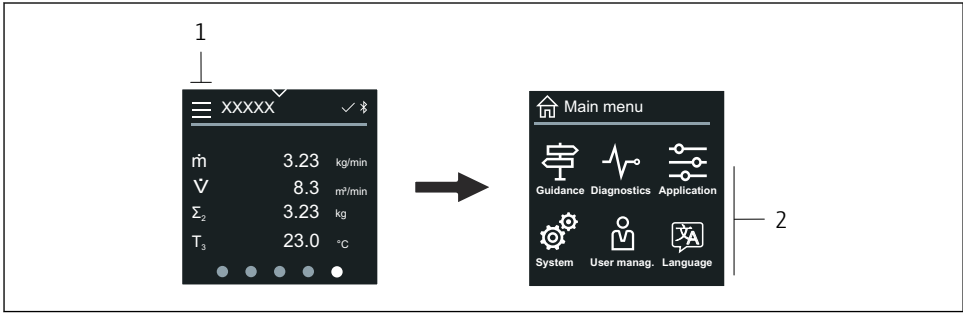 1
XXXXX
ṁ 3.23 kg/min
V̇ 8.3 m³/min
Σ₂ 3.23 kg
T₃ 23.0 °C
Main menu
Guidance Diagnostics Application
System User manag. Language
2